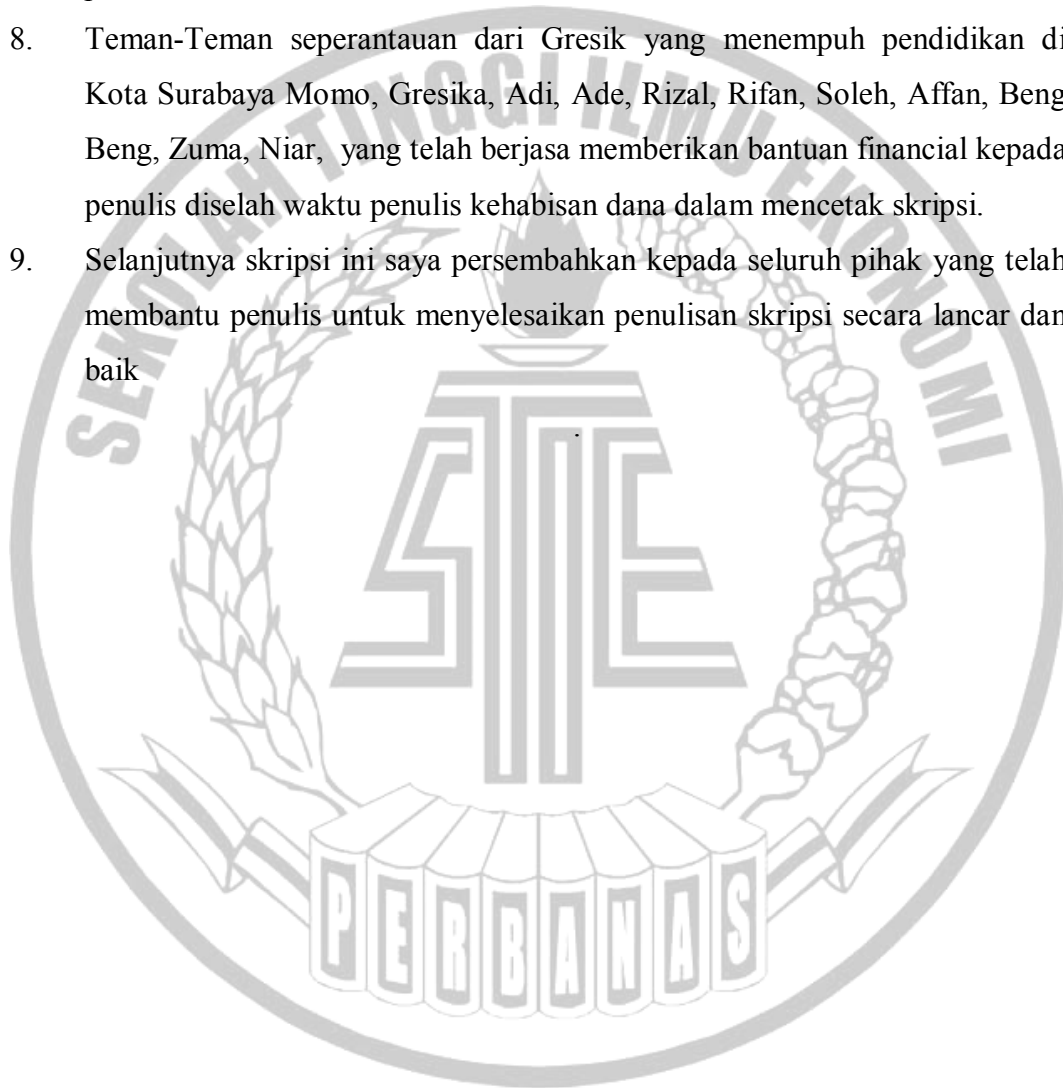 8. Teman-Teman seperantauan dari Gresik yang menempuh pendidikan di
Kota Surabaya Momo, Gresika, Adi, Ade, Rizal, Rifan, Soleh, Affan, Beng
Beng, Zuma, Niar, yang telah berjasa memberikan bantuan financial kepada
penulis diselah waktu penulis kehabisan dana dalam mencetak skripsi.
9. Selanjutnya skripsi ini saya persembahkan kepada seluruh pihak yang telah
membantu penulis untuk menyelesaikan penulisan skripsi secara lancar dan
baik
.
SEKOLAH TINGGI ILMU EKONOMI
STIE
PERBANAS